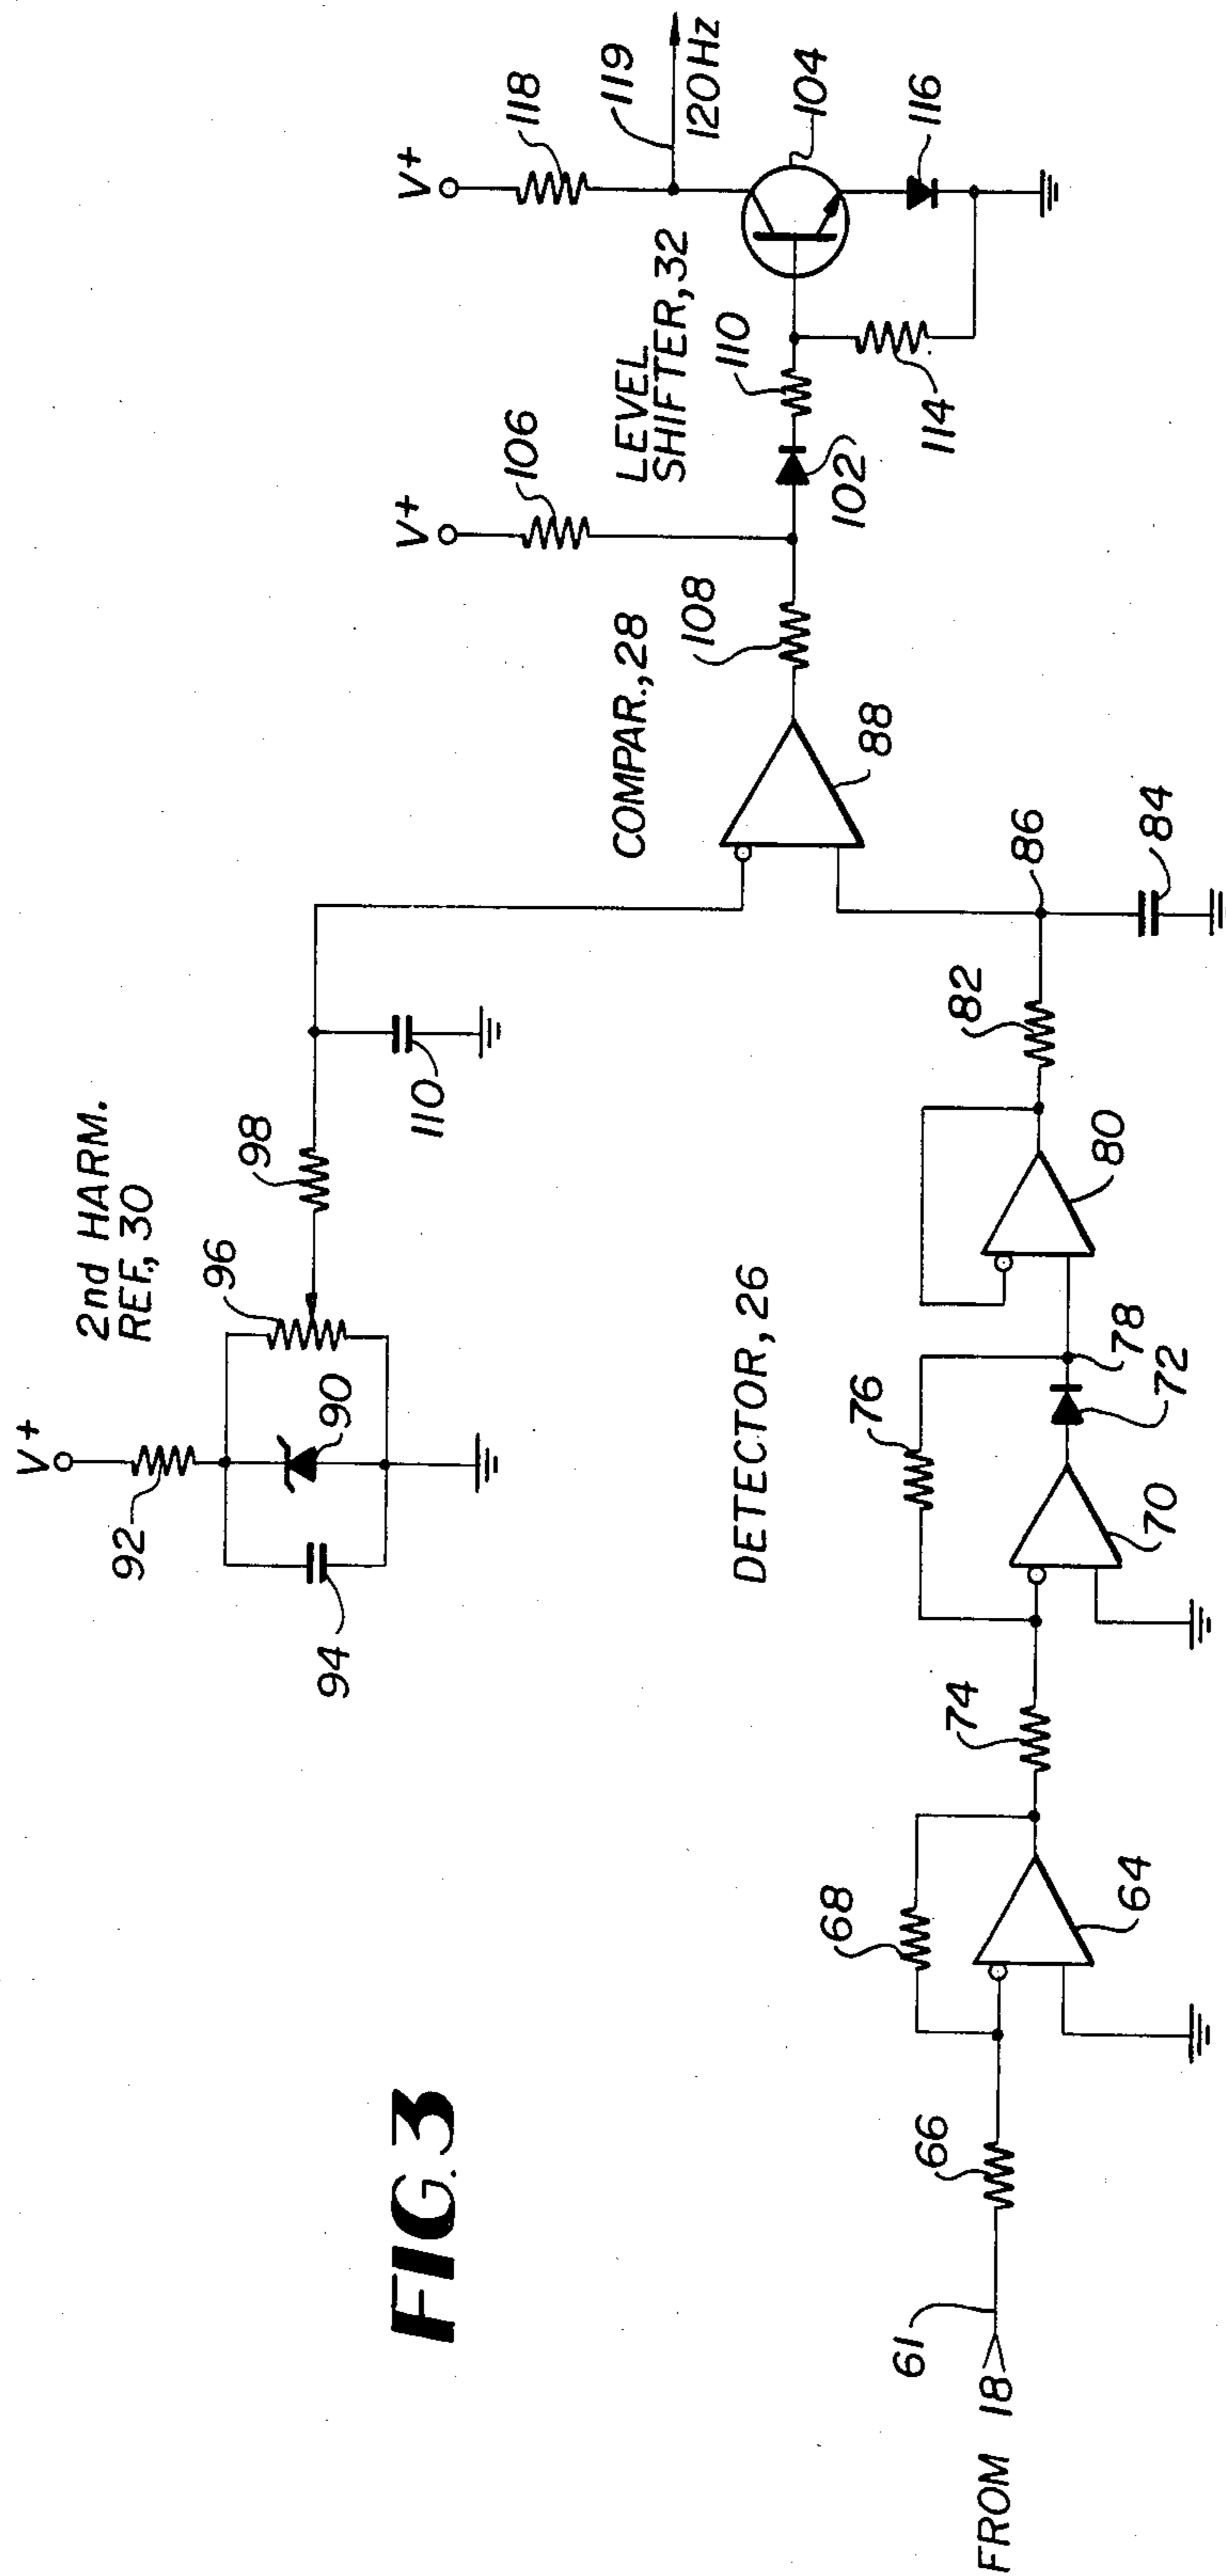 V+
118
119
120Hz
104
116
LEVEL
SHIFTER,32
110
114
V+
106
102
COMPAR.,28
108
88
86
84
2nd HARM.
REF.,30
V+
92
94
90
96
98
110
DETECTOR, 26
82
80
78
72
76
70
74
68
64
66
61
FROM 18
FIG.3